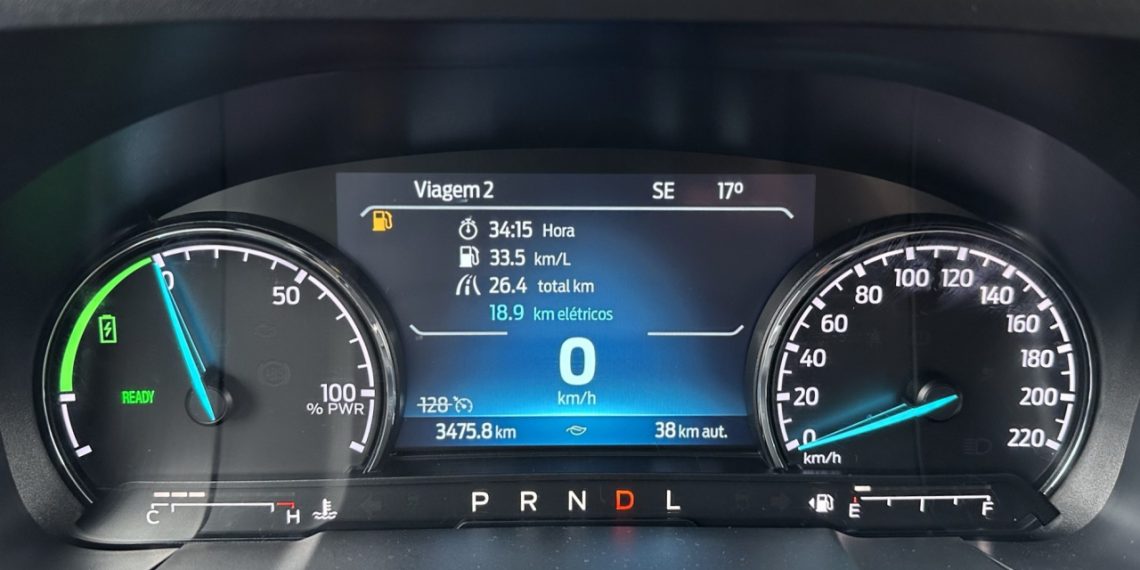 Viagem 2 SE 17º
34:15 Hora
33.5 km/L
26.4 total km
18.9 km elétricos
0
km/h
128
3475.8 km 38 km aut.
0 50 100
% PWR
READY
0 20 40 60 80 100 120 140 160 180 200 220
km/h
C H
P R N D L
E F